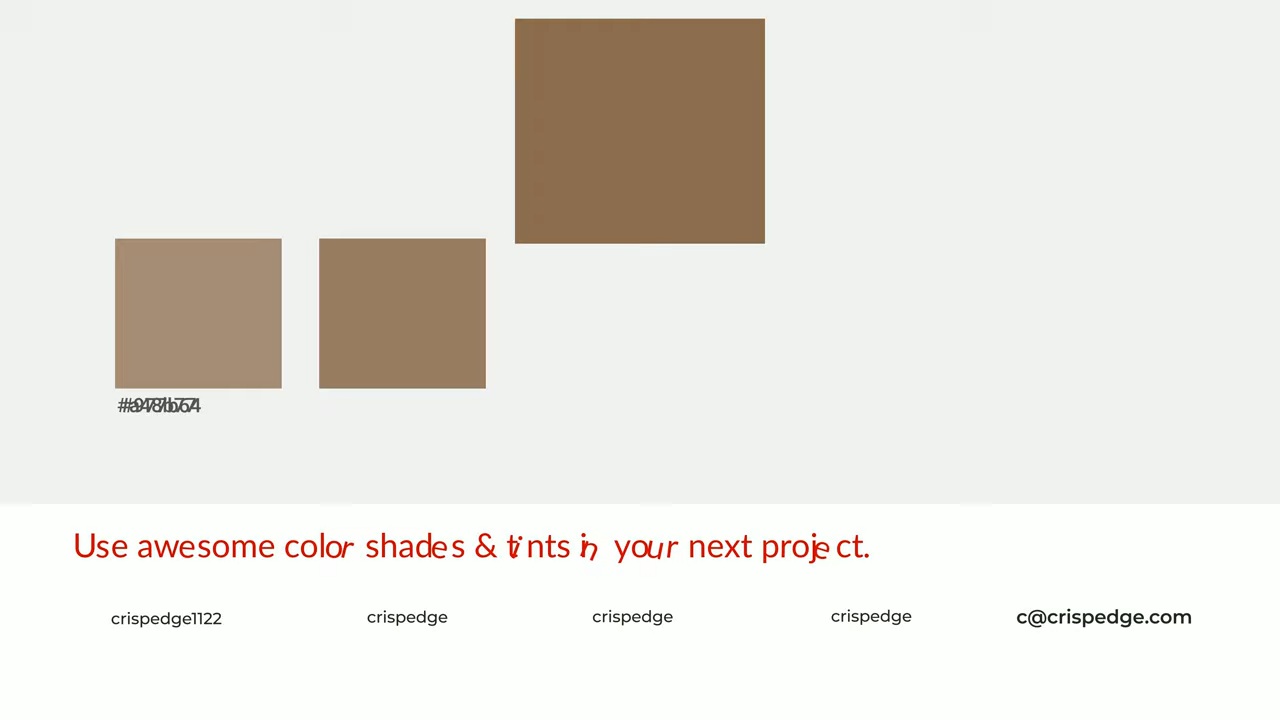 Use awesome color shades & tints in your next project.
crispedge1122 crispedge crispedge crispedge c@crispedge.com